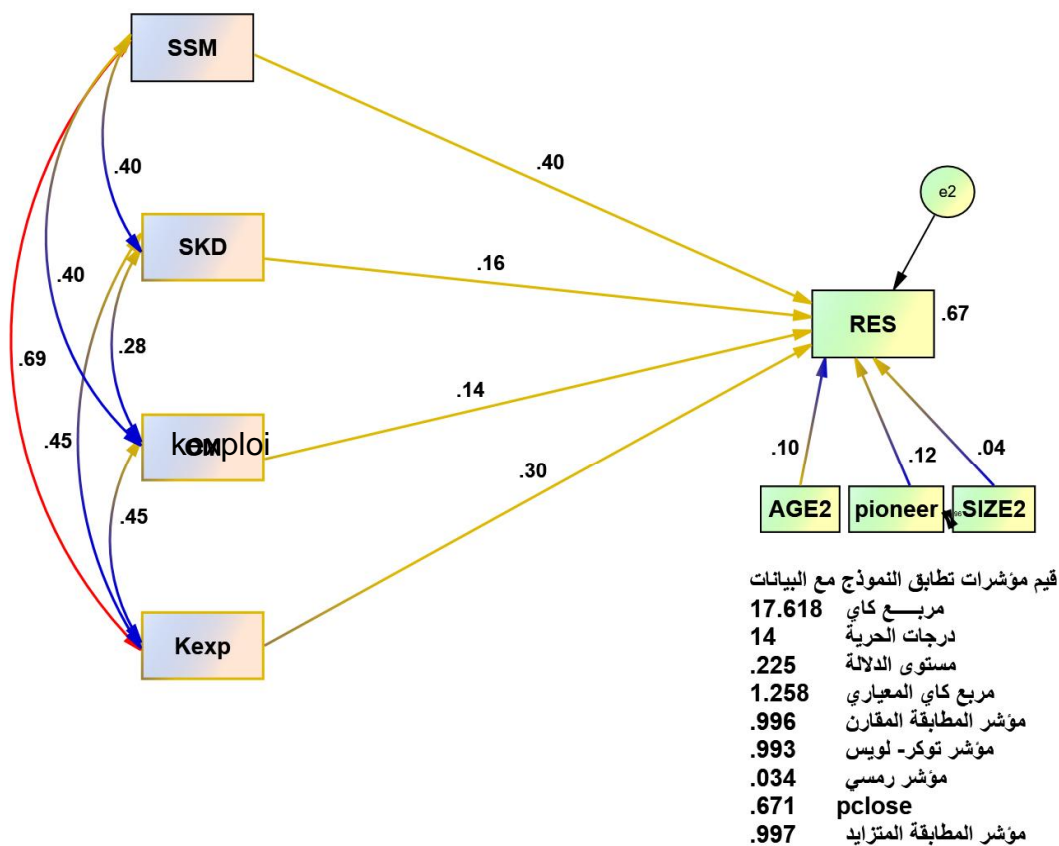 SSM
.40
.40
e2
SKD
.16
.40
RES
.67
.28
.69
.14
kexploi
.45
.10
.12
.04
.30
AGE2
pioneer
SIZE2
.45
قيم مؤشرات تطابق النموذج مع البيانات
مربــــع كاي 17.618
درجات الحرية 14
مستوى الدلالة .225
Kexp
مربع كاي المعياري 1.258
مؤشر المطابقة المقارن .996
مؤشر توكر- لويس .993
مؤشر رمسي .034
pclose .671
مؤشر المطابقة المتزايد .997